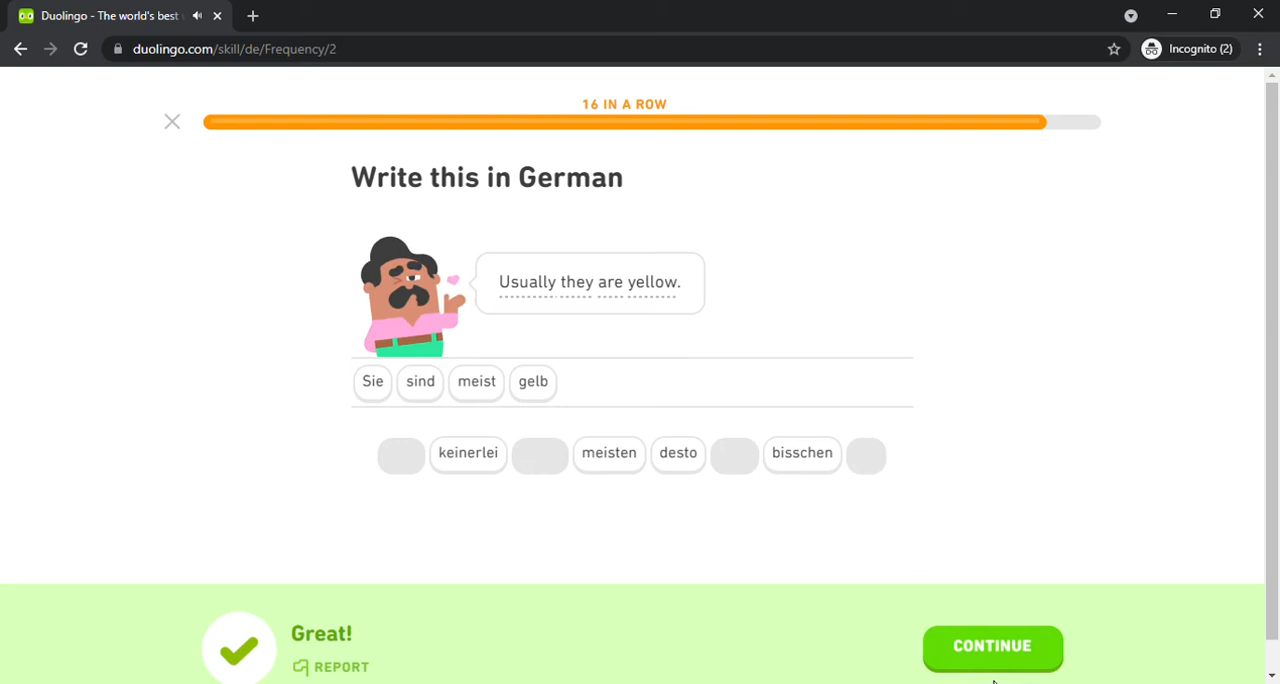 Duolingo - The world's best
duolingo.com/skill/de/Frequency/2
Incognito (2)
16 IN A ROW
Write this in German
Usually they are yellow.
Sie sind meist gelb
keinerlei meisten desto bisschen
Great!
REPORT
CONTINUE